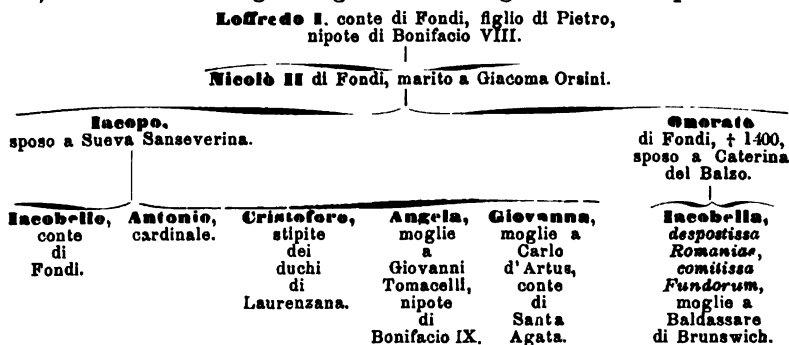 Loffredo I. conte di Fondi, figlio di Pietro,
nipote di Bonifacio VIII.
Nicolò II di Fondi, marito a Giacoma Orsini.
Iacopo,
sposo a Sueva Sanseverina.
Onorato
di Fondi, † 1400,
sposo a Caterina
del Balzo.
Iacobello,
conte
di
Fondi.
Antonio,
cardinale.
Cristoforo,
stipite
dei
duchi
di
Laurenzana.
Angela,
moglie
a
Giovanni
Tomacelli,
nipote
di
Bonifacio IX.
Giovanna,
moglie a
Carlo
d'Artus,
conte
di
Santa
Agata.
Iacobella,
despostissa
Romaniae,
comitissa
Fundorum,
moglie a
Baldassare
di Brunswich.